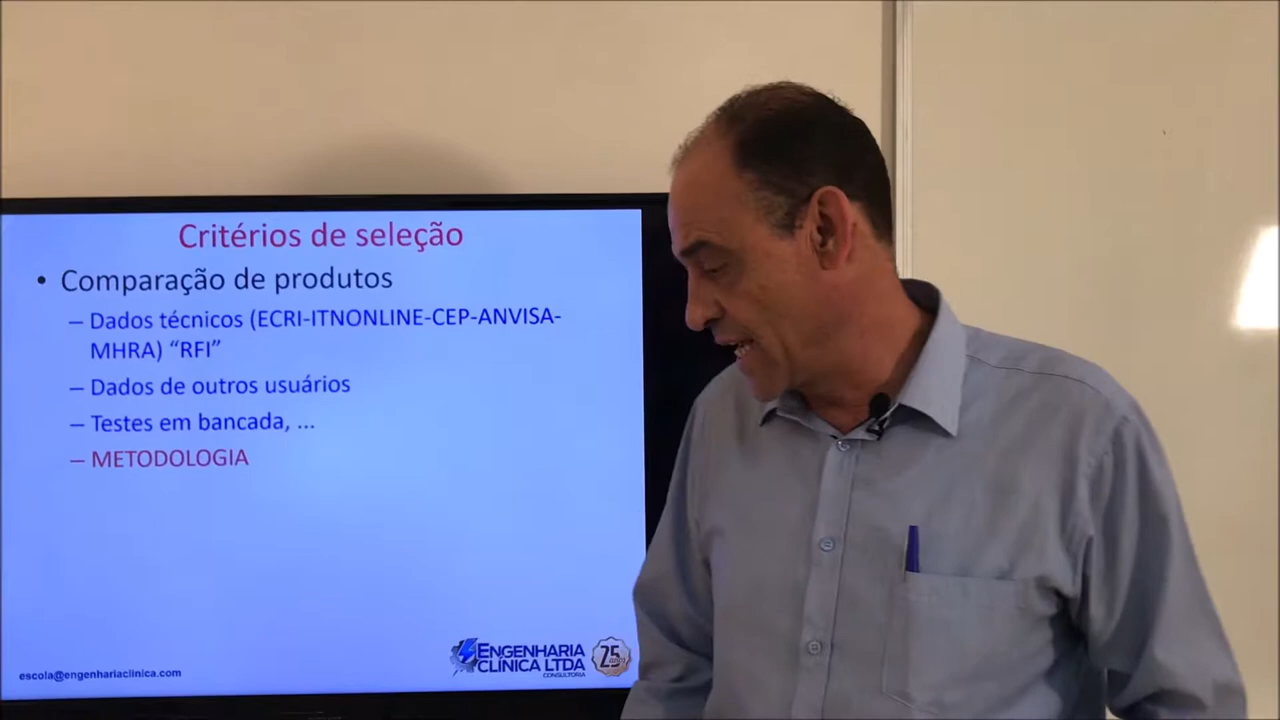 Critérios de seleção
• Comparação de produtos
– Dados técnicos (ECRI-ITNONLINE-CEP-ANVISA-
MHRA) “RFI”
– Dados de outros usuários
– Testes em bancada, ...
– METODOLOGIA
escola@engenhariaclinica.com
ENGENHARIA
CLÍNICA LTDA
CONSULTORIA
25
anos